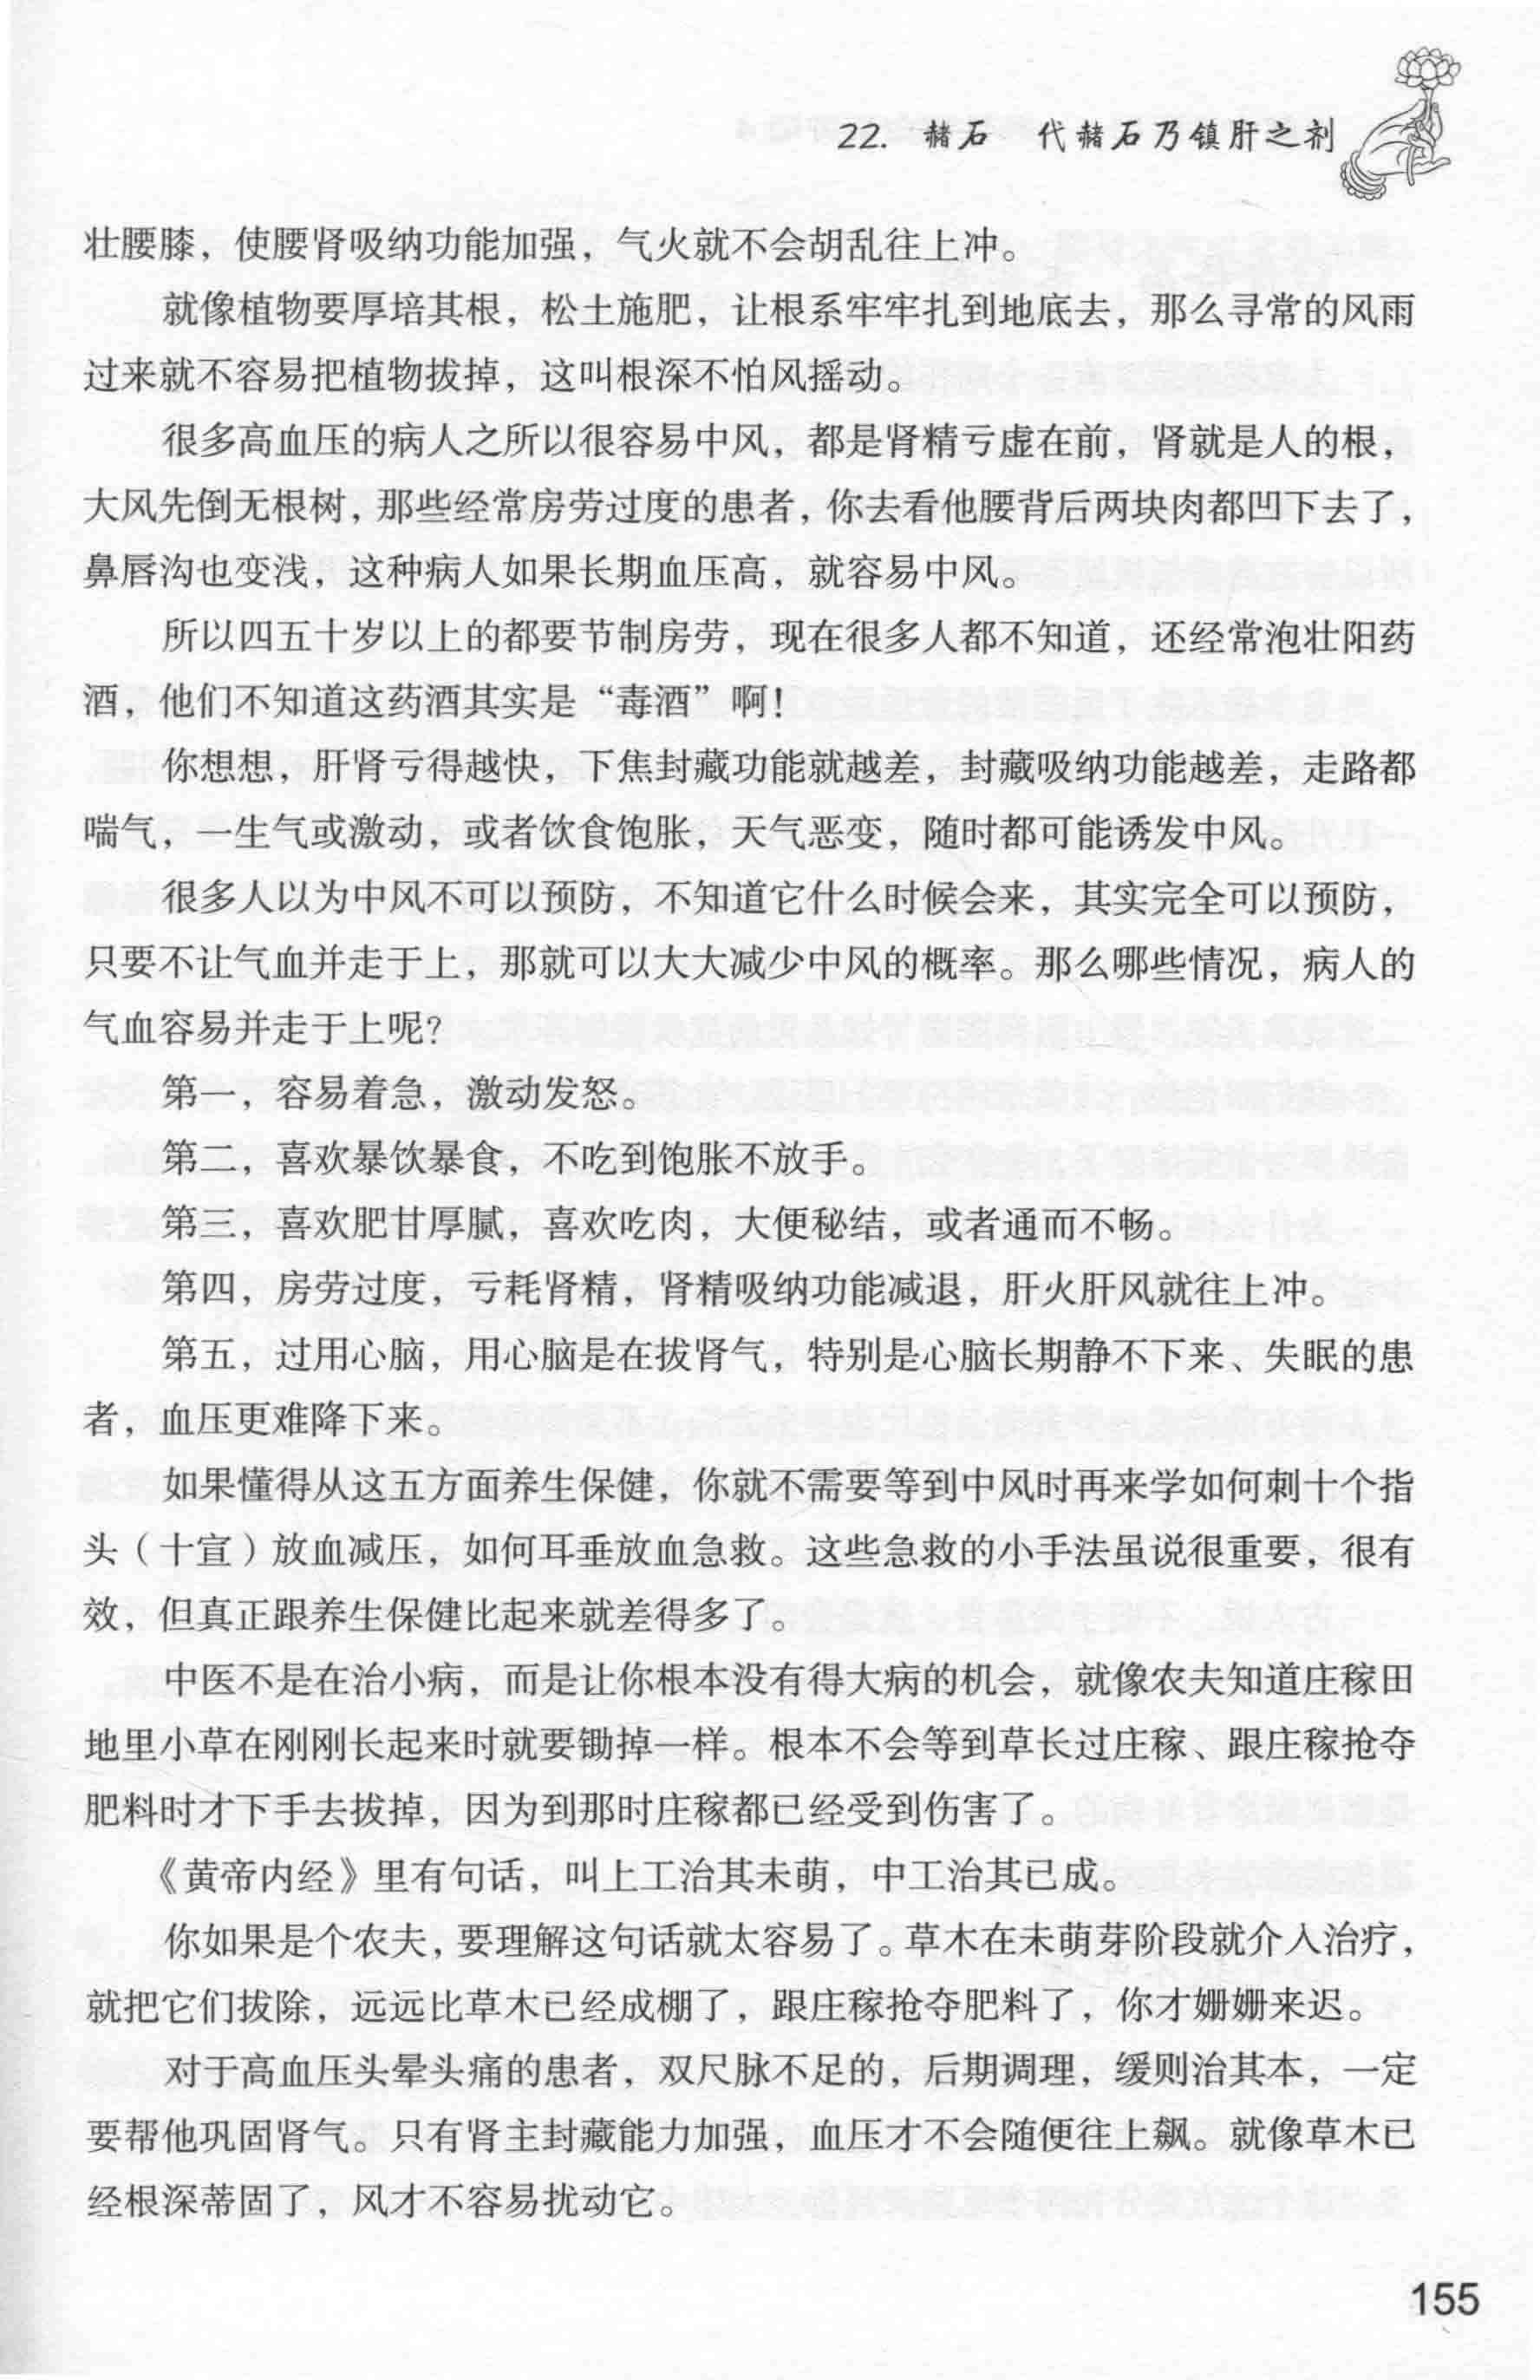 22. 赭石　代赭石乃镇肝之剂
壮腰膝，使腰肾吸纳功能加强，气火就不会胡乱往上冲。
就像植物要厚培其根，松土施肥，让根系牢牢扎到地底去，那么寻常的风雨
过来就不容易把植物拔掉，这叫根深不怕风摇动。
很多高血压的病人之所以很容易中风，都是肾精亏虚在前，肾就是人的根，
大风先倒无根树，那些经常房劳过度的患者，你去看他腰背后两块肉都凹下去了，
鼻唇沟也变浅，这种病人如果长期血压高，就容易中风。
所以四五十岁以上的都要节制房劳，现在很多人都不知道，还经常泡壮阳药
酒，他们不知道这药酒其实是“毒酒”啊！
你想想，肝肾亏得越快，下焦封藏功能就越差，封藏吸纳功能越差，走路都
喘气，一生气或激动，或者饮食饱胀，天气恶变，随时都可能诱发中风。
很多人以为中风不可以预防，不知道它什么时候会来，其实完全可以预防，
只要不让气血并走于上，那就可以大大减少中风的概率。那么哪些情况，病人的
气血容易并走于上呢？
第一，容易着急，激动发怒。
第二，喜欢暴饮暴食，不吃到饱胀不放手。
第三，喜欢肥甘厚腻，喜欢吃肉，大便秘结，或者通而不畅。
第四，房劳过度，亏耗肾精，肾精吸纳功能减退，肝火肝风就往上冲。
第五，过用心脑，用心脑是在拔肾气，特别是心脑长期静不下来、失眠的患
者，血压更难降下来。
如果懂得从这五方面养生保健，你就不需要等到中风时再来学如何刺十个指
头（十宣）放血减压，如何耳垂放血急救。这些急救的小手法虽说很重要，很有
效，但真正跟养生保健比起来就差得多了。
中医不是在治小病，而是让你根本没有得大病的机会，就像农夫知道庄稼田
地里小草在刚刚长起来时就要锄掉一样。根本不会等到草长过庄稼、跟庄稼抢夺
肥料时才下手去拔掉，因为到那时庄稼都已经受到伤害了。
《黄帝内经》里有句话，叫上工治其未萌，中工治其已成。
你如果是个农夫，要理解这句话就太容易了。草木在未萌芽阶段就介入治疗，
就把它们拔除，远远比草木已经成棚了，跟庄稼抢夺肥料了，你才姗姗来迟。
对于高血压头晕头痛的患者，双尺脉不足的，后期调理，缓则治其本，一定
要帮他巩固肾气。只有肾主封藏能力加强，血压才不会随便往上飙。就像草木已
经根深蒂固了，风才不容易扰动它。
155